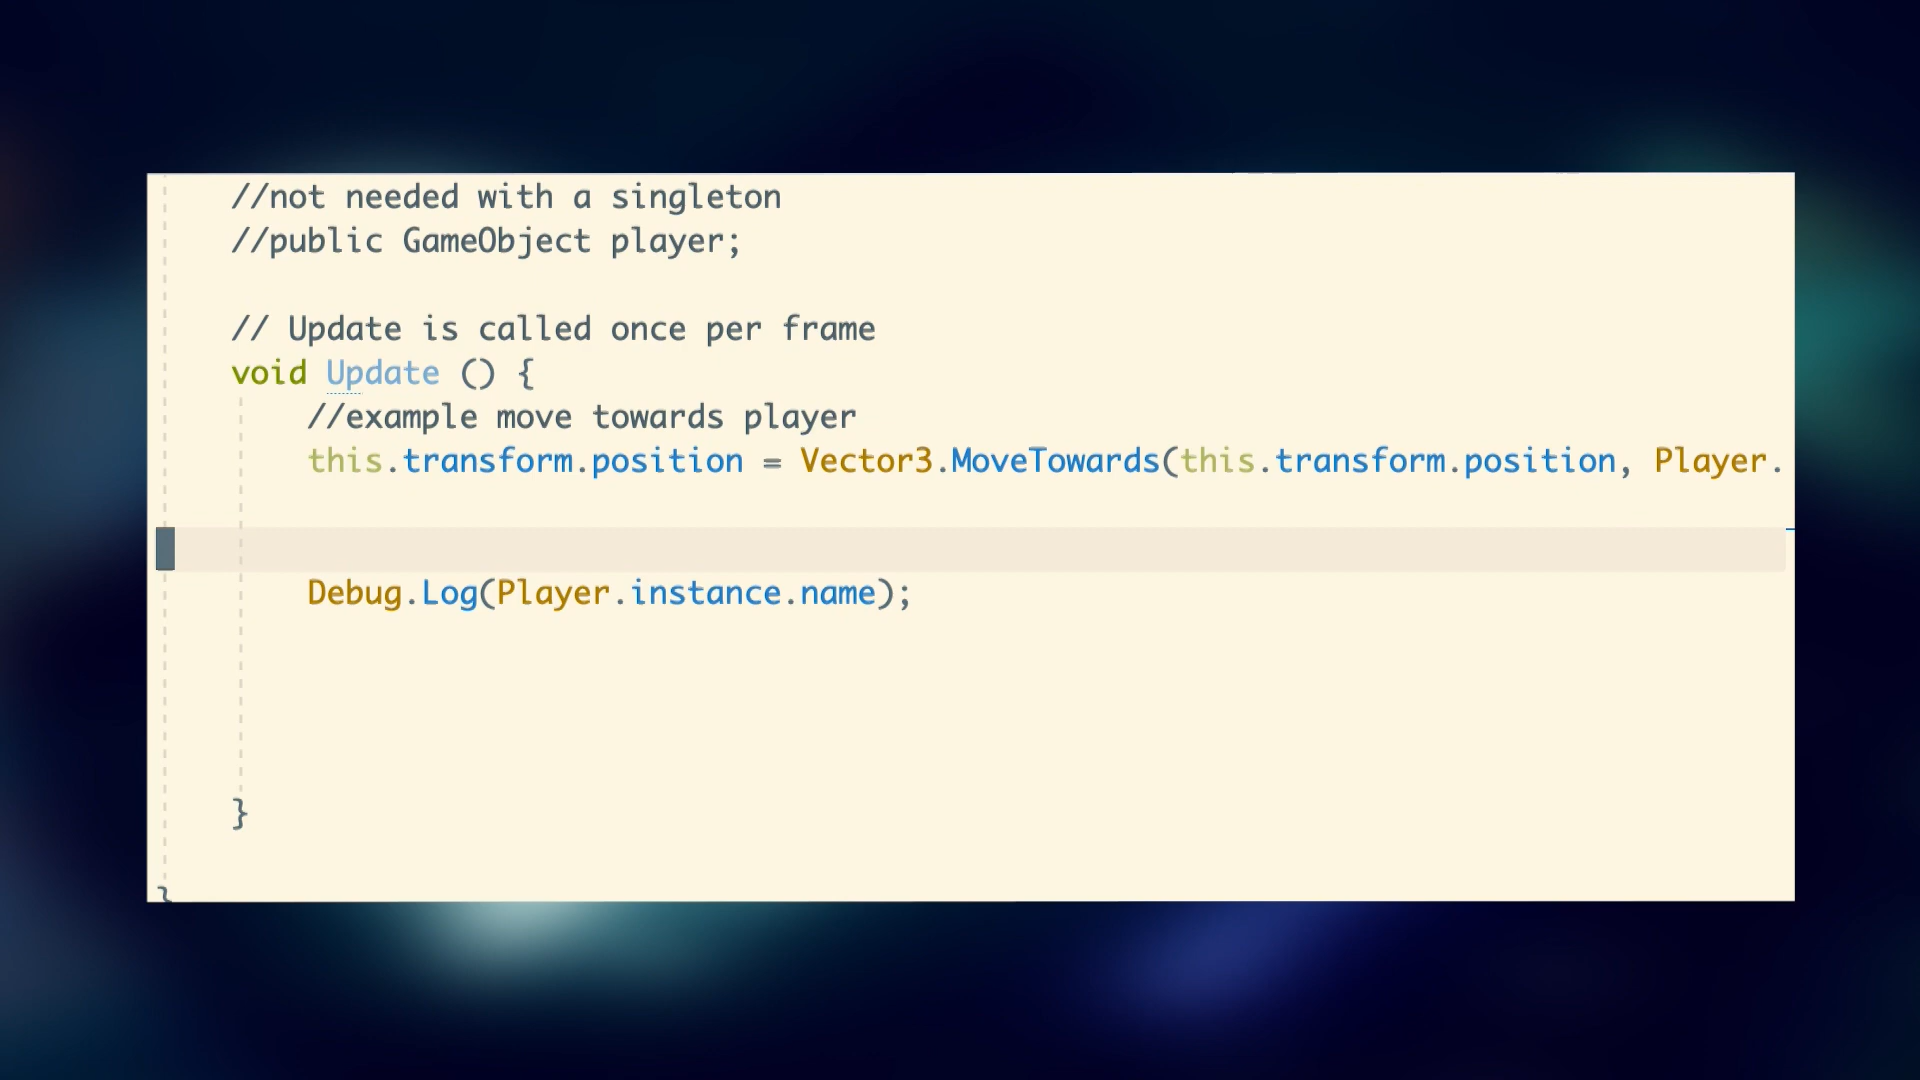 //not needed with a singleton
//public GameObject player;
// Update is called once per frame
void Update () {
//example move towards player
this.transform.position = Vector3.MoveTowards(this.transform.position, Player.
Debug.Log(Player.instance.name);
}
}